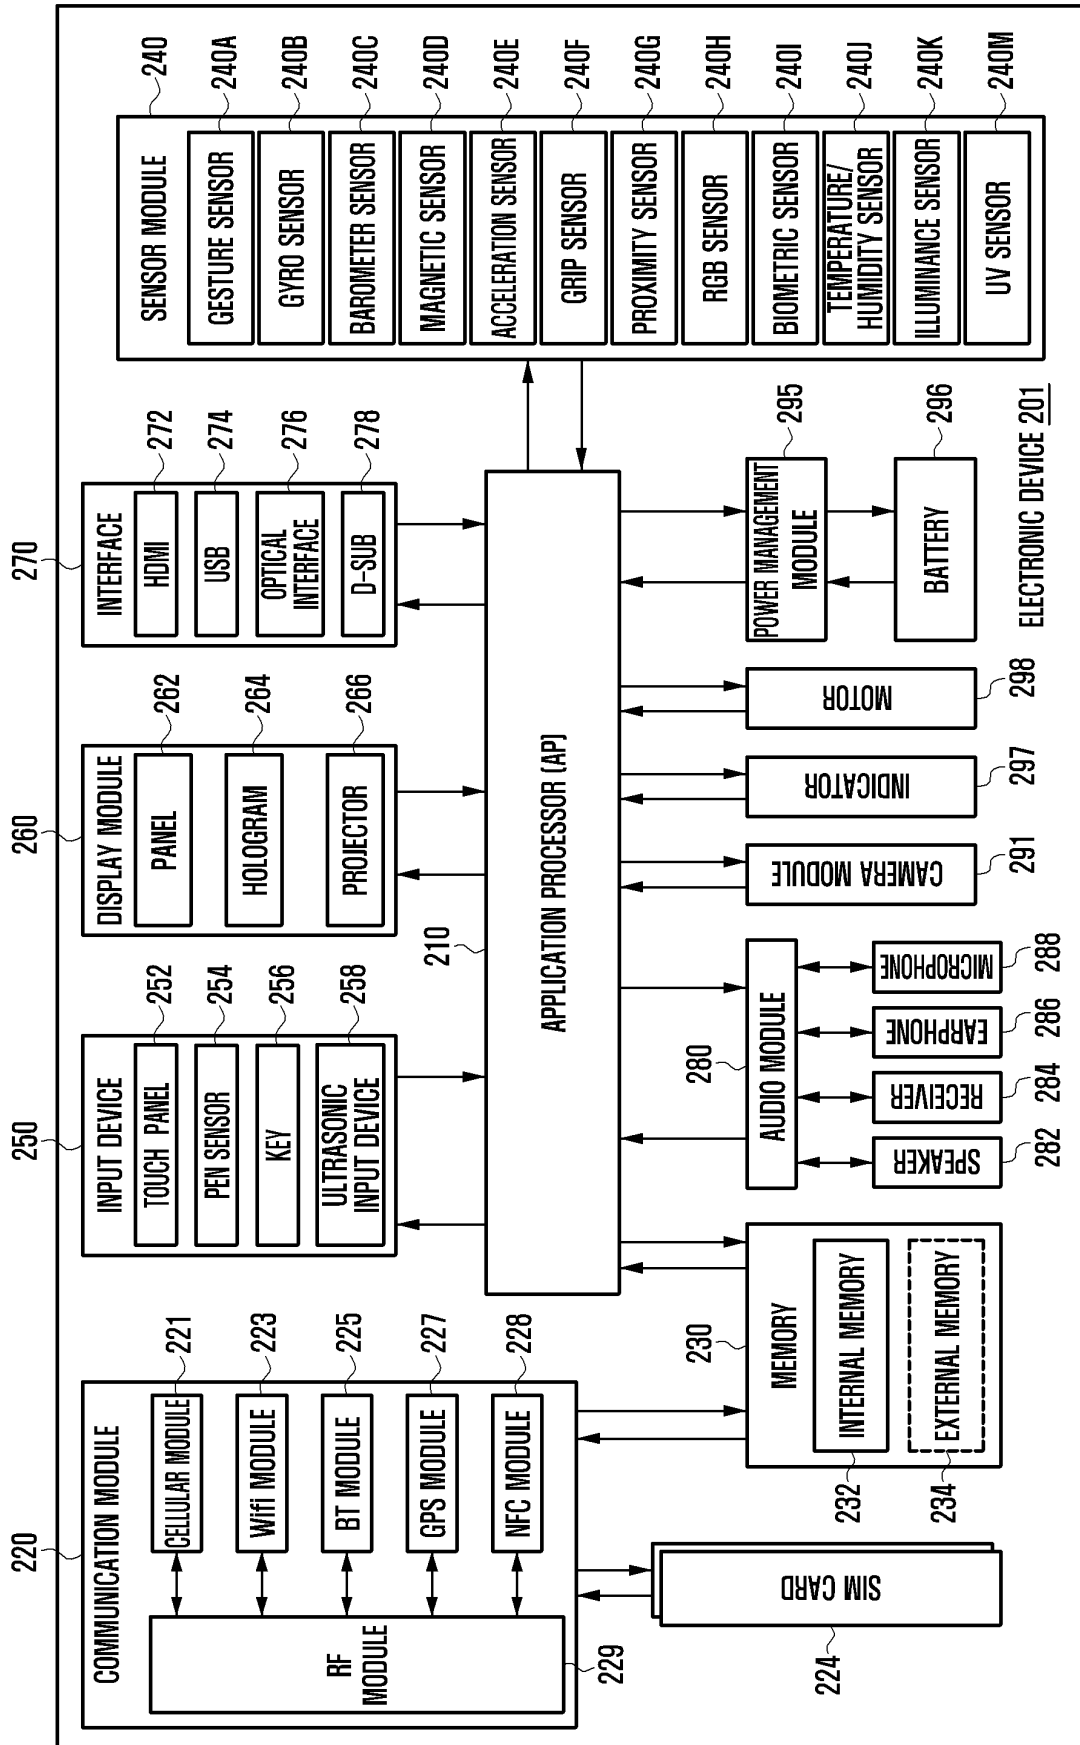 220
COMMUNICATION MODULE
RF
MODULE
229
CELLULAR MODULE
221
Wifi MODULE
223
BT MODULE
225
GPS MODULE
227
NFC MODULE
228
SIM CARD
224
250
INPUT DEVICE
TOUCH PANEL
252
PEN SENSOR
254
KEY
256
ULTRASONIC
INPUT DEVICE
258
260
DISPLAY MODULE
PANEL
262
HOLOGRAM
264
PROJECTOR
266
270
INTERFACE
HDMI
272
USB
274
OPTICAL
INTERFACE
276
D-SUB
278
SENSOR MODULE
240
GESTURE SENSOR
240A
GYRO SENSOR
240B
BAROMETER SENSOR
240C
MAGNETIC SENSOR
240D
ACCELERATION SENSOR
240E
GRIP SENSOR
240F
PROXIMITY SENSOR
240G
RGB SENSOR
240H
BIOMETRIC SENSOR
240I
TEMPERATURE/
HUMIDITY SENSOR
240J
ILLUMINANCE SENSOR
240K
UV SENSOR
240M
210
APPLICATION PROCESSOR (AP)
230
MEMORY
INTERNAL MEMORY
232
EXTERNAL MEMORY
234
280
AUDIO MODULE
SPEAKER
282
RECEIVER
284
EARPHONE
286
MICROPHONE
288
CAMERA MODULE
291
INDICATOR
297
MOTOR
298
POWER MANAGEMENT
MODULE
295
BATTERY
296
ELECTRONIC DEVICE 201